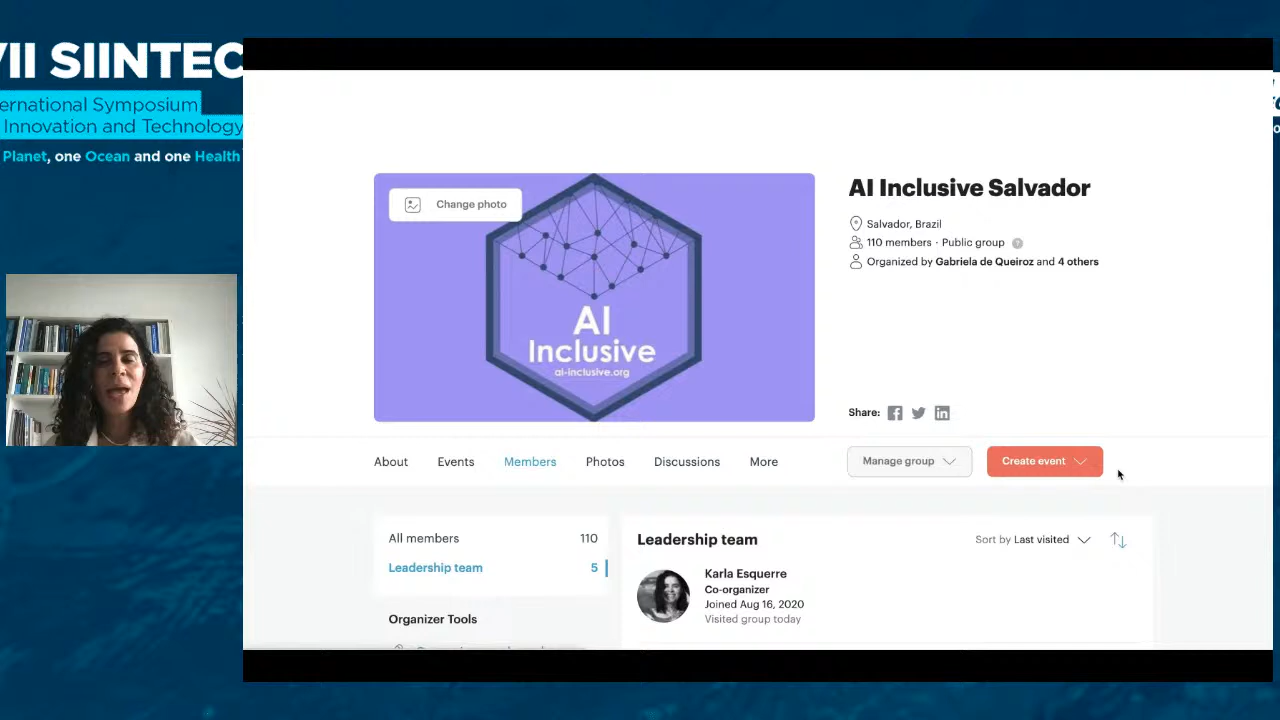 VII SIINTEC
ernational Symposium
Innovation and Technology
Planet, one Ocean and one Health
Change photo
AI
Inclusive
ai-inclusive.org
AI Inclusive Salvador
Salvador, Brazil
110 members · Public group ?
Organized by Gabriela de Queiroz and 4 others
Share:
About
Events
Members
Photos
Discussions
More
Manage group
Create event
All members 110
Leadership team 5
Organizer Tools
Leadership team
Sort by Last visited
Karla Esquerre
Co-organizer
Joined Aug 16, 2020
Visited group today